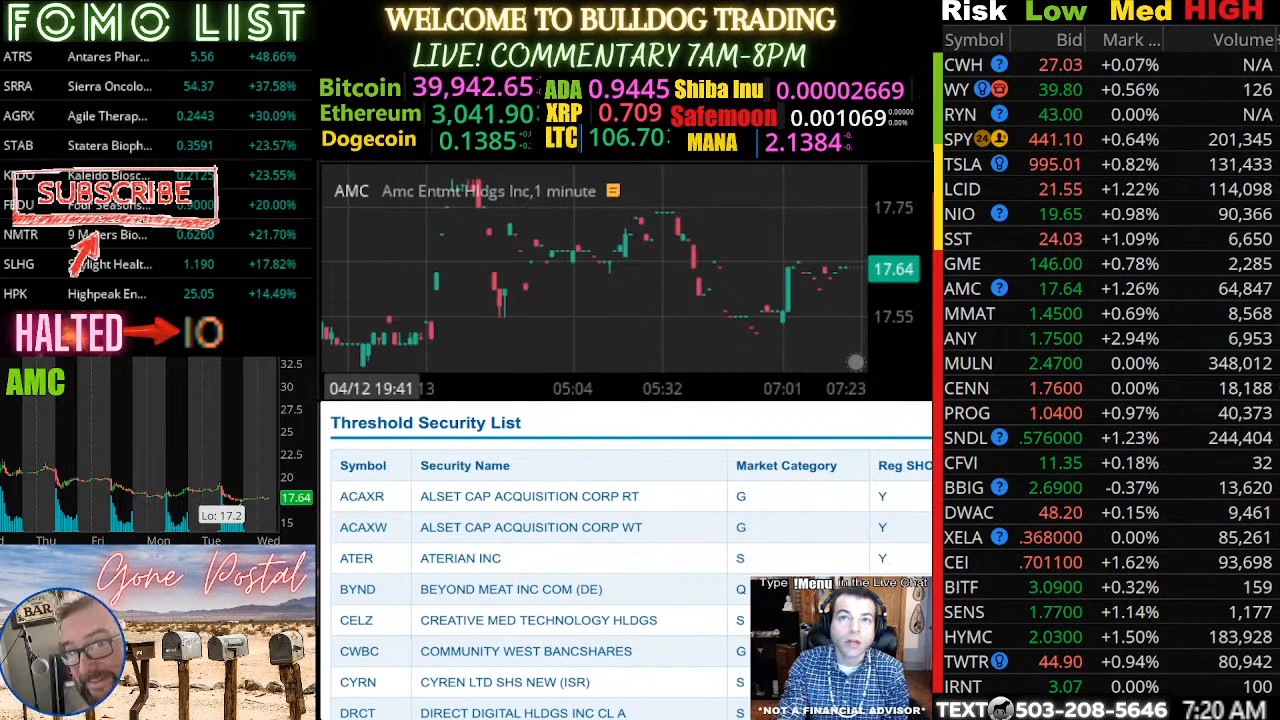 FOMO LIST
ATRS Antares Phar... 5.56 +48.66%
SRRA Sierra Oncolo... 54.37 +37.58%
AGRX Agile Therap... 0.2443 +30.09%
STAB Statera Bioph... 0.3591 +23.57%
Kaleido Biosc... 0.2125 +23.55%
SUBSCRIBE
Four Seasons... 0.9000 +20.00%
NMTR 9 Meters Bio... 0.6260 +21.70%
SLHG Skylight Healt... 1.190 +17.82%
HPK Highpeak En... 25.05 +14.49%
HALTED 10
AMC
32.5
30
27.5
25
22.5
20
17.64
15
Lo: 17.2
Thu Fri Mon Tue Wed
Gone Postal
BAR
WELCOME TO BULLDOG TRADING
LIVE! COMMENTARY 7AM-8PM
Bitcoin 39,942.65 ADA 0.9445 Shiba Inu 0.00002669
Ethereum 3,041.90 XRP 0.709 Safemoon 0.001069 0.00000 0.00%
Dogecoin 0.1385 LTC 106.70 MANA 2.1384
AMC Amc Entmt Hldgs Inc,1 minute
17.75
17.64
17.55
04/12 19:41 13 05:04 05:32 07:01 07:23
Threshold Security List
Symbol Security Name Market Category Reg SHO
ACAXR ALSET CAP ACQUISITION CORP RT G Y
ACAXW ALSET CAP ACQUISITION CORP WT G Y
ATER ATERIAN INC S Y
BYND BEYOND MEAT INC COM (DE) Q
CELZ CREATIVE MED TECHNOLOGY HLDGS S
CWBC COMMUNITY WEST BANCSHARES G
CYRN CYREN LTD SHS NEW (ISR) S
DRCT DIRECT DIGITAL HLDGS INC CL A S
Type !Menu in the Live Chat
*NOT A FINANCIAL ADVISOR*
Risk Low Med HIGH
Symbol Bid Mark ... Volume
CWH 27.03 +0.07% N/A
WY 39.80 +0.56% 126
RYN 43.00 0.00% N/A
SPY 24 441.10 +0.64% 201,345
TSLA 995.01 +0.82% 131,433
LCID 21.55 +1.22% 114,098
NIO 19.65 +0.98% 90,366
SST 24.03 +1.09% 6,650
GME 146.00 +0.78% 2,285
AMC 17.64 +1.26% 64,847
MMAT 1.4500 +0.69% 8,568
ANY 1.7500 +2.94% 6,953
MULN 2.4700 0.00% 348,012
CENN 1.7600 0.00% 18,188
PROG 1.0400 +0.97% 40,373
SNDL .576000 +1.23% 244,404
CFVI 11.35 +0.18% 32
BBIG 2.6900 -0.37% 13,620
DWAC 48.20 +0.15% 9,461
XELA .368000 0.00% 85,261
CEI .701100 +1.62% 93,698
BITF 3.0900 +0.32% 159
SENS 1.7700 +1.14% 1,177
HYMC 2.0300 +1.50% 183,928
TWTR 44.90 +0.94% 80,942
IRNT 3.07 0.00% 100
TEXT 503-208-5646 7:20 AM